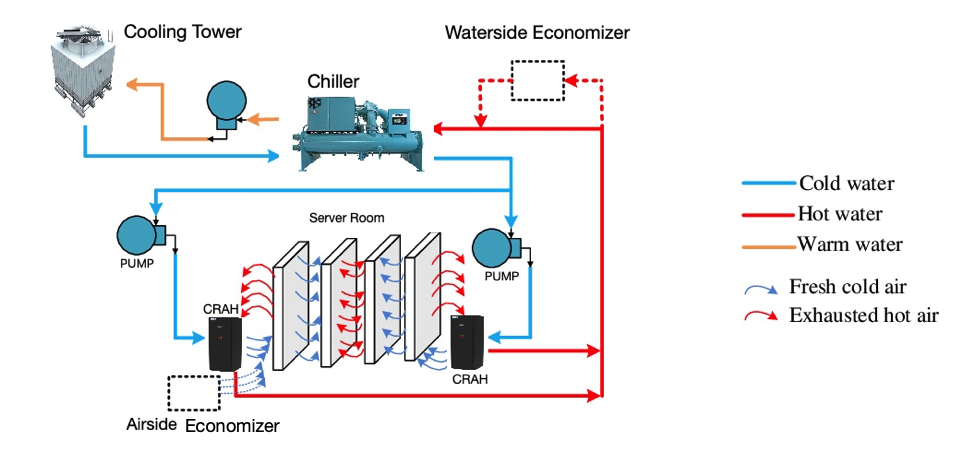 Cooling Tower
Waterside Economizer
Chiller
Cold water
Hot water
Warm water
Server Room
PUMP
PUMP
Fresh cold air
Exhausted hot air
CRAH
CRAH
Airside Economizer